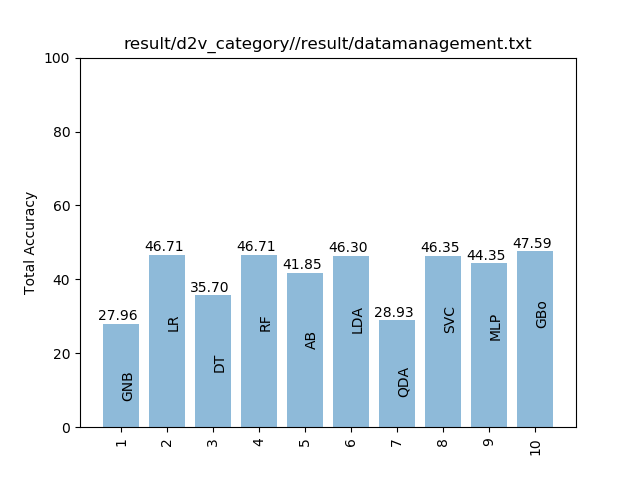 result/d2v_category//result/datamanagement.txt
Total Accuracy
100
80
60
40
20
0
27.96
46.71
35.70
46.71
41.85
46.30
28.93
46.35
44.35
47.59
GNB
LR
DT
RF
AB
LDA
QDA
SVC
MLP
GBo
1
2
3
4
5
6
7
8
9
10